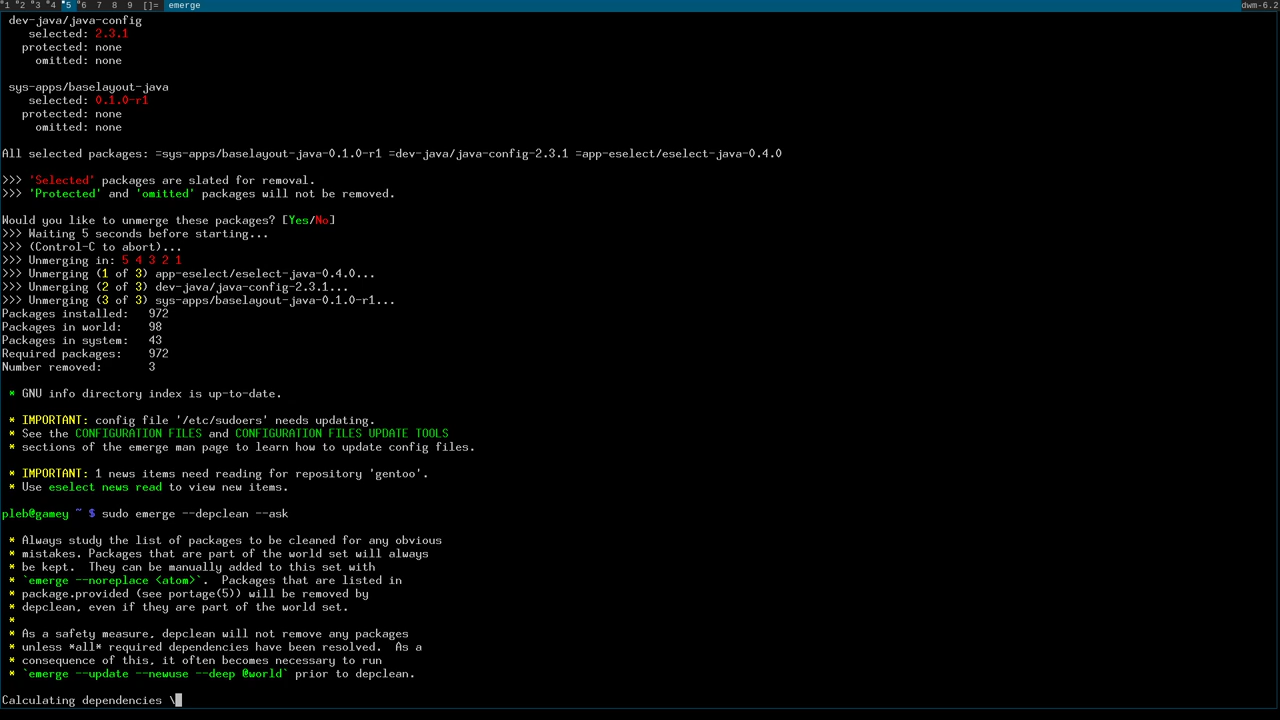 1 2 3 4 5 6 7 8 9 []= emerge dwm-6.2
dev-java/java-config
selected: 2.3.1
protected: none
omitted: none
sys-apps/baselayout-java
selected: 0.1.0-r1
protected: none
omitted: none
All selected packages: =sys-apps/baselayout-java-0.1.0-r1 =dev-java/java-config-2.3.1 =app-eselect/eselect-java-0.4.0
>>> 'Selected' packages are slated for removal.
>>> 'Protected' and 'omitted' packages will not be removed.
Would you like to unmerge these packages? [Yes/No]
>>> Waiting 5 seconds before starting...
>>> (Control-C to abort)...
>>> Unmerging in: 5 4 3 2 1
>>> Unmerging (1 of 3) app-eselect/eselect-java-0.4.0...
>>> Unmerging (2 of 3) dev-java/java-config-2.3.1...
>>> Unmerging (3 of 3) sys-apps/baselayout-java-0.1.0-r1...
Packages installed: 972
Packages in world: 98
Packages in system: 43
Required packages: 972
Number removed: 3
* GNU info directory index is up-to-date.
* IMPORTANT: config file '/etc/sudoers' needs updating.
* See the CONFIGURATION FILES and CONFIGURATION FILES UPDATE TOOLS
* sections of the emerge man page to learn how to update config files.
* IMPORTANT: 1 news items need reading for repository 'gentoo'.
* Use eselect news read to view new items.
pleb@gamey ~ $ sudo emerge --depclean --ask
* Always study the list of packages to be cleaned for any obvious
* mistakes. Packages that are part of the world set will always
* be kept. They can be manually added to this set with
* `emerge --noreplace <atom>`. Packages that are listed in
* package.provided (see portage(5)) will be removed by
* depclean, even if they are part of the world set.
*
* As a safety measure, depclean will not remove any packages
* unless *all* required dependencies have been resolved. As a
* consequence of this, it often becomes necessary to run
* `emerge --update --newuse --deep @world` prior to depclean.
Calculating dependencies \